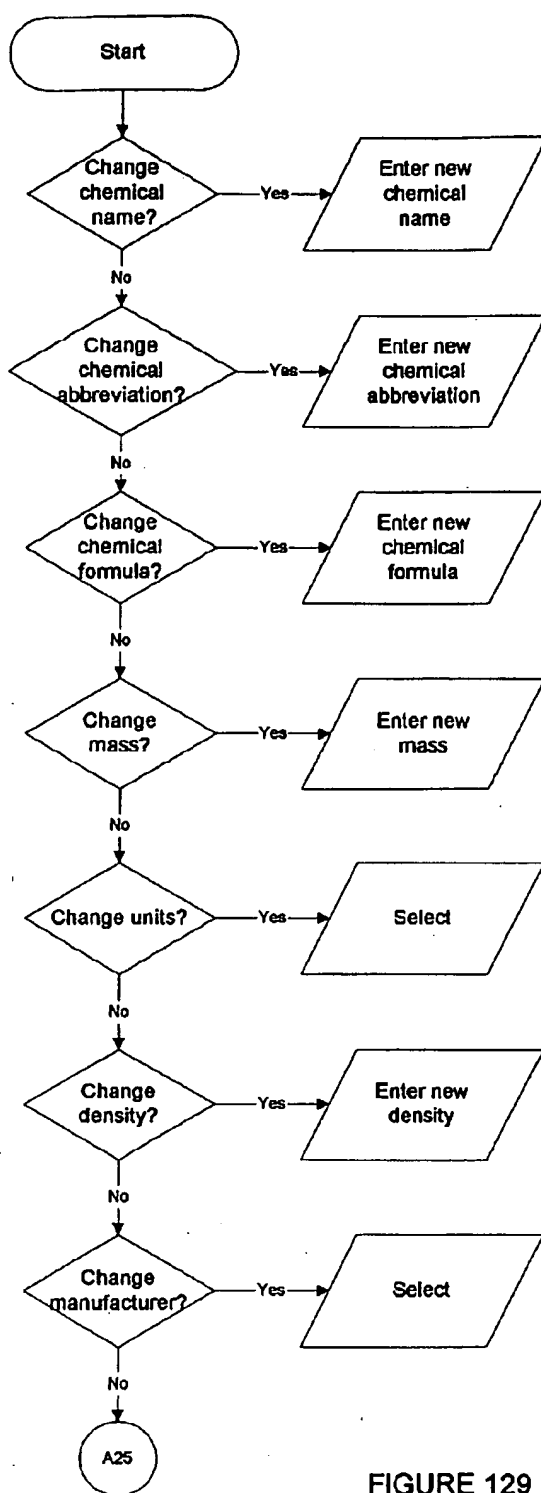 Start
Change
chemical
name?
Yes
Enter new
chemical
name
No
Change
chemical
abbreviation?
Yes
Enter new
chemical
abbreviation
No
Change
chemical
formula?
Yes
Enter new
chemical
formula
No
Change
mass?
Yes
Enter new
mass
No
Change units?
Yes
Select
No
Change
density?
Yes
Enter new
density
No
Change
manufacturer?
Yes
Select
No
A25
FIGURE 129